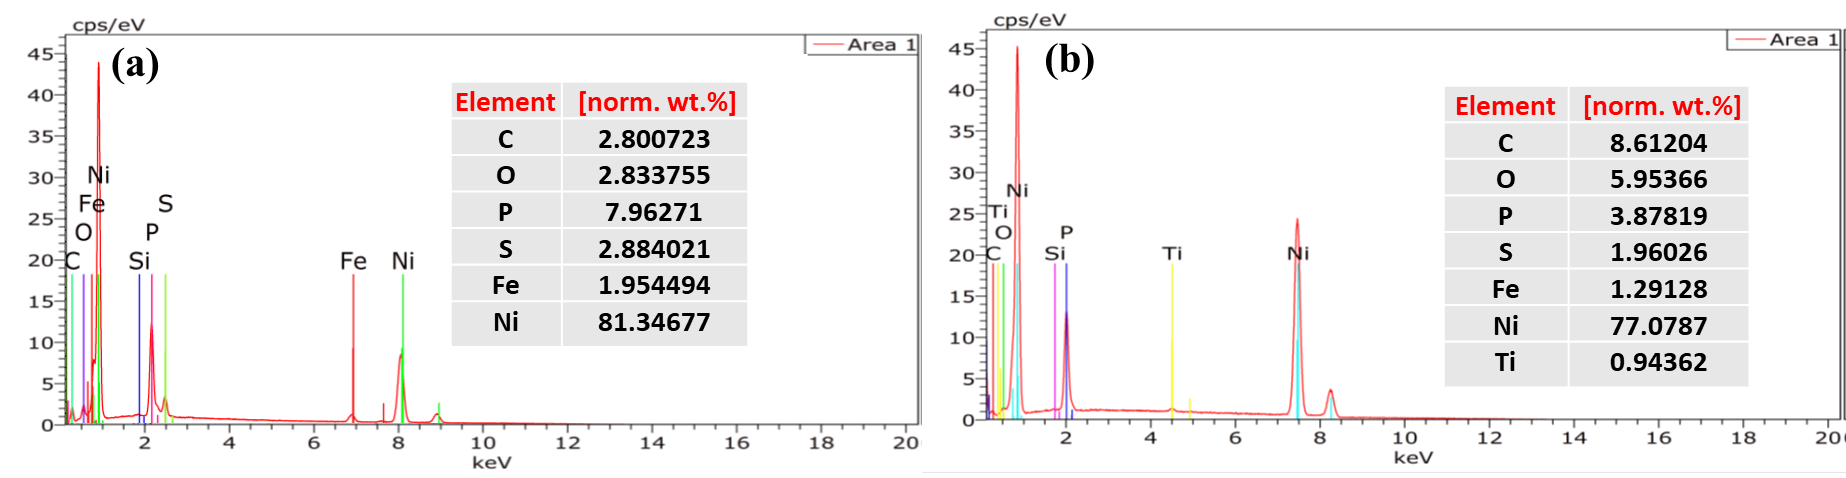 cps/eV
(a)
Area 1
45
40
35
30
25
20
15
10
5
0
Ni
Fe
S
O
P
C
Si
Fe
Ni
2
4
6
8
10
12
14
16
18
20
keV
Element [norm. wt.%]
C 2.800723
O 2.833755
P 7.96271
S 2.884021
Fe 1.954494
Ni 81.34677
cps/eV
(b)
Area 1
45
40
35
30
25
20
15
10
5
0
Ni
Ti
O
P
C
Si
Ti
Ni
2
4
6
8
10
12
14
16
18
20
keV
Element [norm. wt.%]
C 8.61204
O 5.95366
P 3.87819
S 1.96026
Fe 1.29128
Ni 77.0787
Ti 0.94362